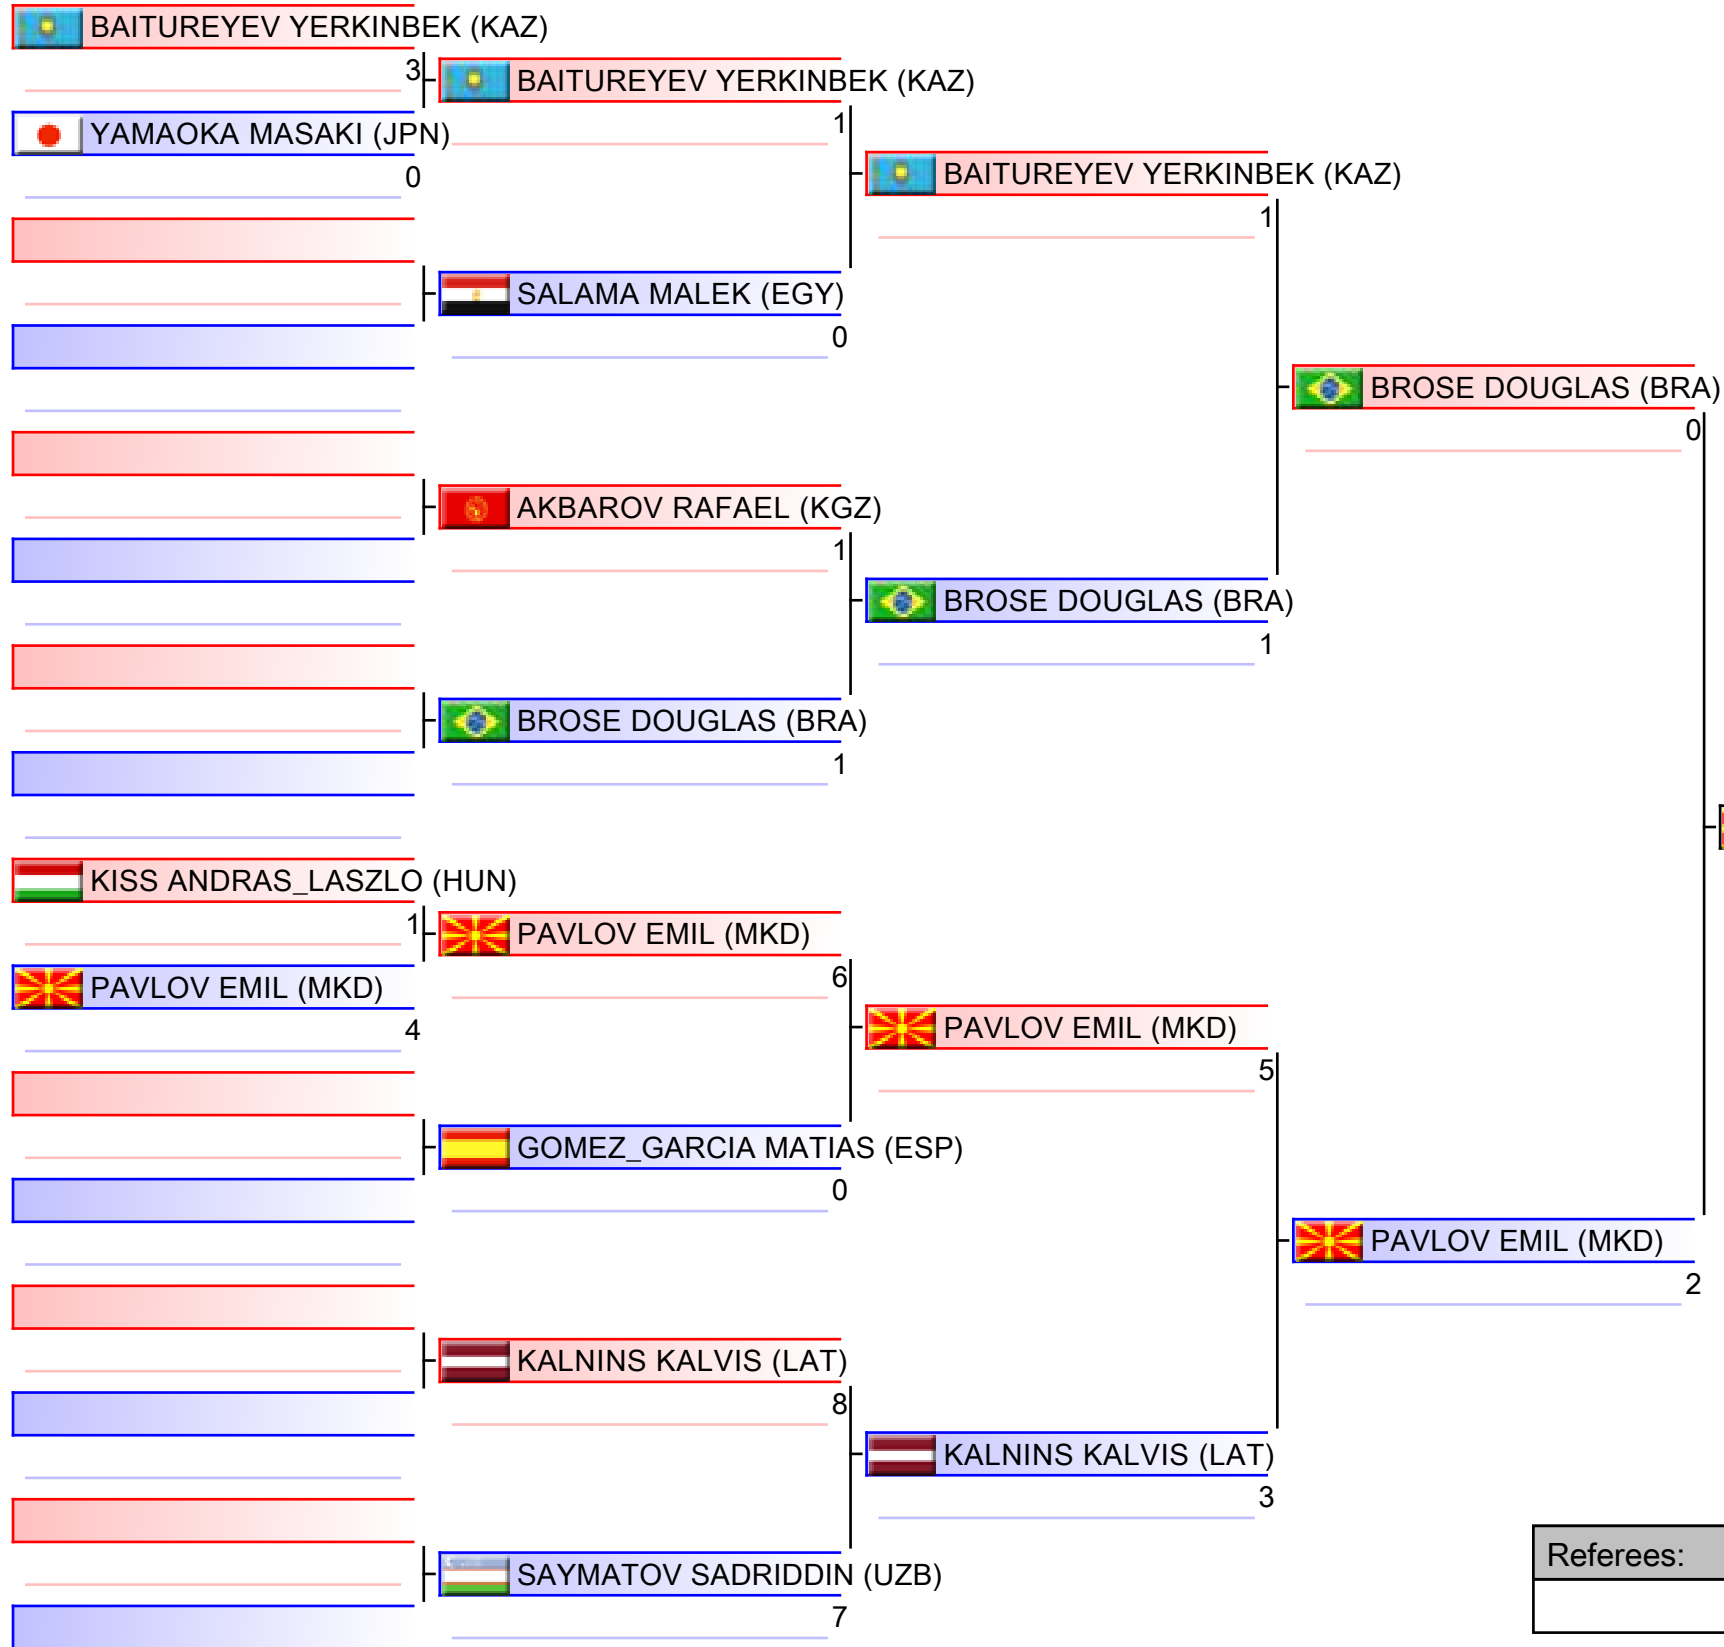 BAITUREYEV YERKINBEK (KAZ)
3
BAITUREYEV YERKINBEK (KAZ)
1
YAMAOKA MASAKI (JPN)
0
BAITUREYEV YERKINBEK (KAZ)
1
SALAMA MALEK (EGY)
0
BROSE DOUGLAS (BRA)
0
AKBAROV RAFAEL (KGZ)
1
BROSE DOUGLAS (BRA)
1
BROSE DOUGLAS (BRA)
1
KISS ANDRAS_LASZLO (HUN)
1
PAVLOV EMIL (MKD)
6
PAVLOV EMIL (MKD)
4
PAVLOV EMIL (MKD)
5
GOMEZ_GARCIA MATIAS (ESP)
0
PAVLOV EMIL (MKD)
2
KALNINS KALVIS (LAT)
8
KALNINS KALVIS (LAT)
3
SAYMATOV SADRIDDIN (UZB)
7
Referees: